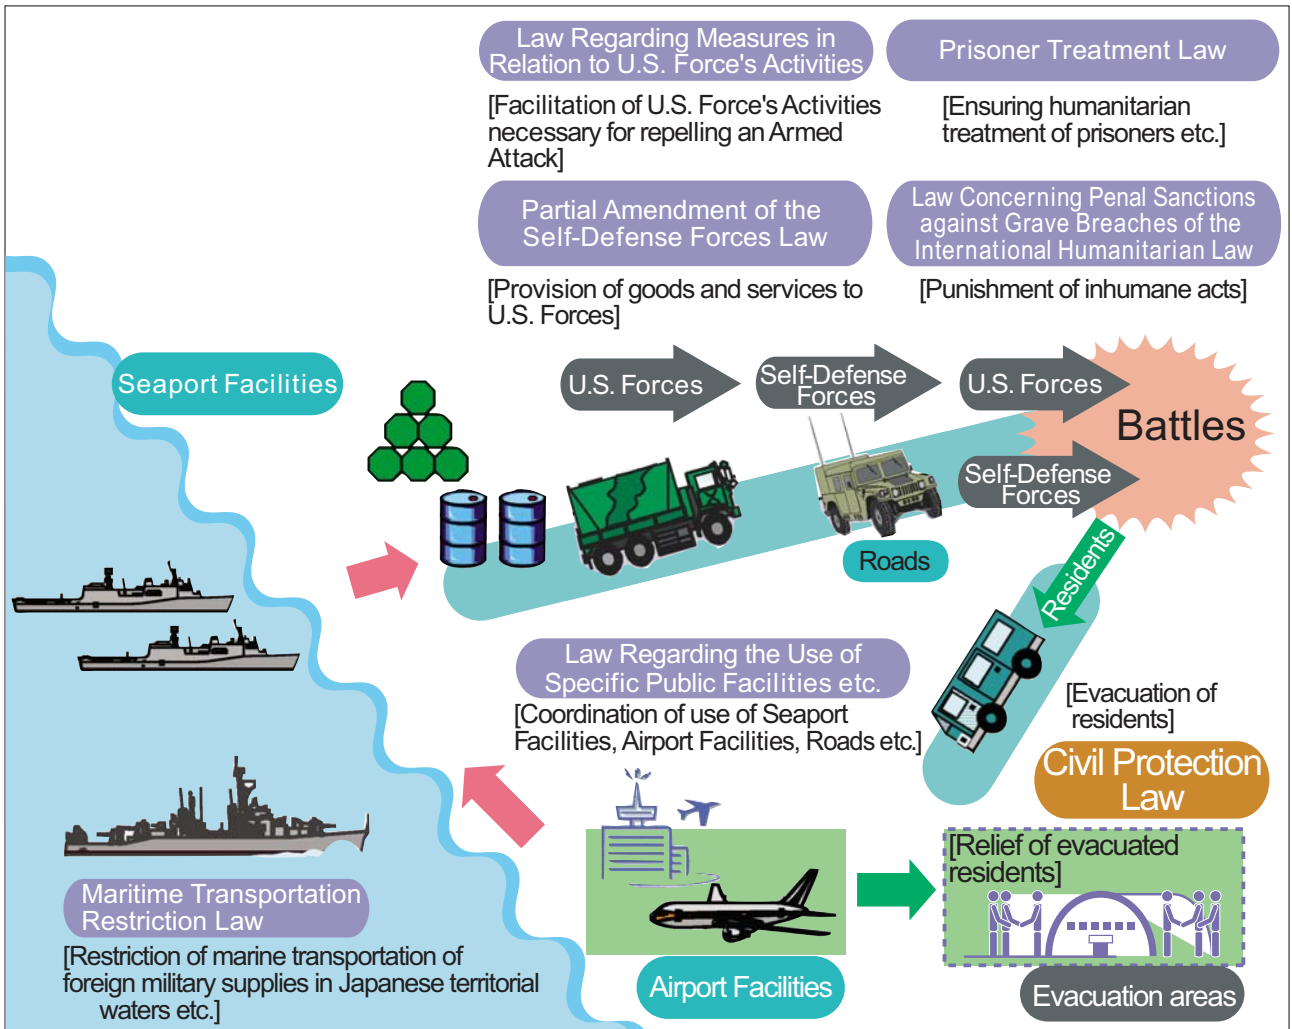 Law Regarding Measures in
Relation to U.S. Force's Activities
[Facilitation of U.S. Force's Activities
necessary for repelling an Armed
Attack]
Prisoner Treatment Law
[Ensuring humanitarian
treatment of prisoners etc.]
Partial Amendment of the
Self-Defense Forces Law
[Provision of goods and services to
U.S. Forces]
Law Concerning Penal Sanctions
against Grave Breaches of the
International Humanitarian Law
[Punishment of inhumane acts]
Seaport Facilities
U.S. Forces
Self-Defense
Forces
U.S. Forces
Battles
Self-Defense
Forces
Roads
Residents
Law Regarding the Use of
Specific Public Facilities etc.
[Coordination of use of Seaport
Facilities, Airport Facilities, Roads etc.]
[Evacuation of
residents]
Civil Protection
Law
[Relief of evacuated
residents]
Maritime Transportation
Restriction Law
[Restriction of marine transportation of
foreign military supplies in Japanese territorial
waters etc.]
Airport Facilities
Evacuation areas